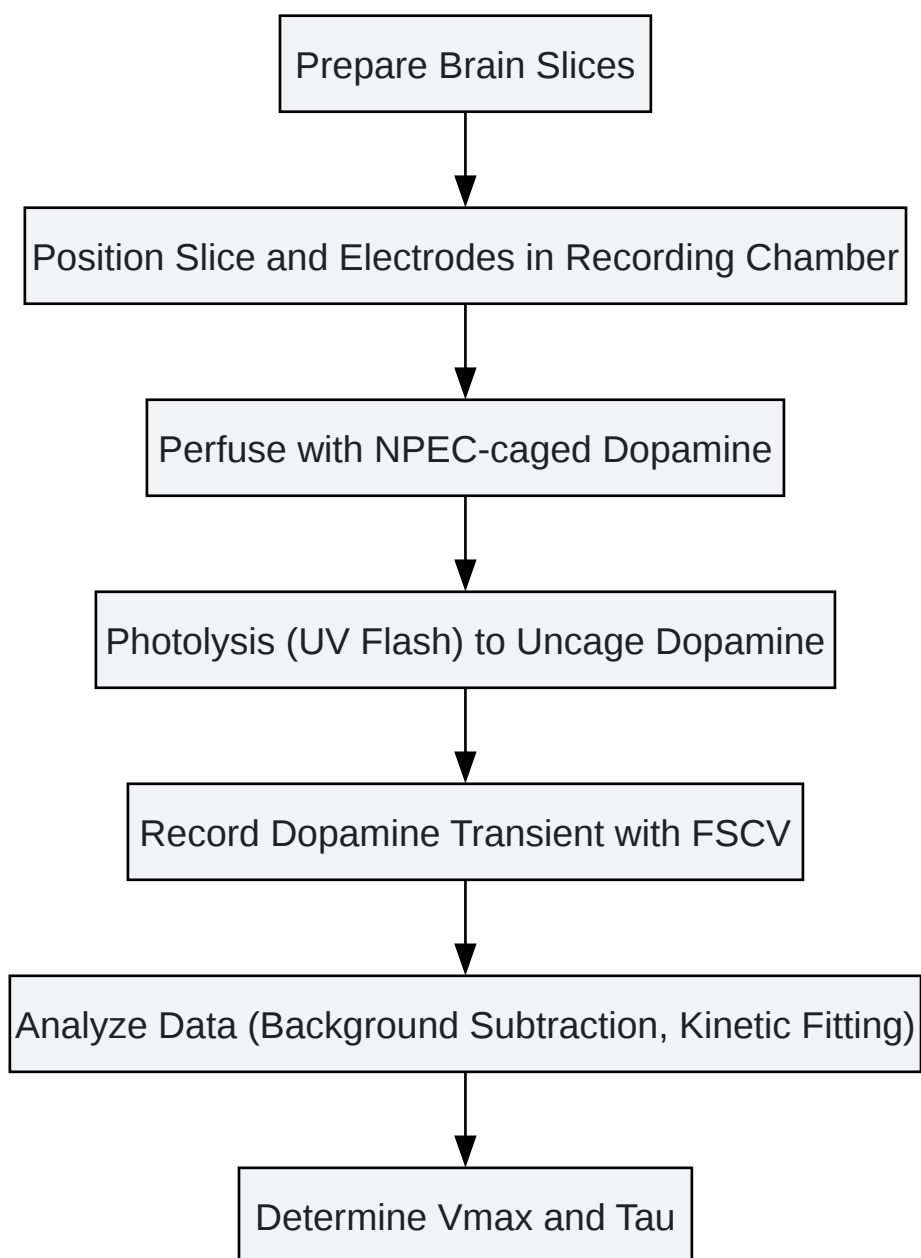 Prepare Brain Slices
Position Slice and Electrodes in Recording Chamber
Perfuse with NPEC-caged Dopamine
Photolysis (UV Flash) to Uncage Dopamine
Record Dopamine Transient with FSCV
Analyze Data (Background Subtraction, Kinetic Fitting)
Determine Vmax and Tau